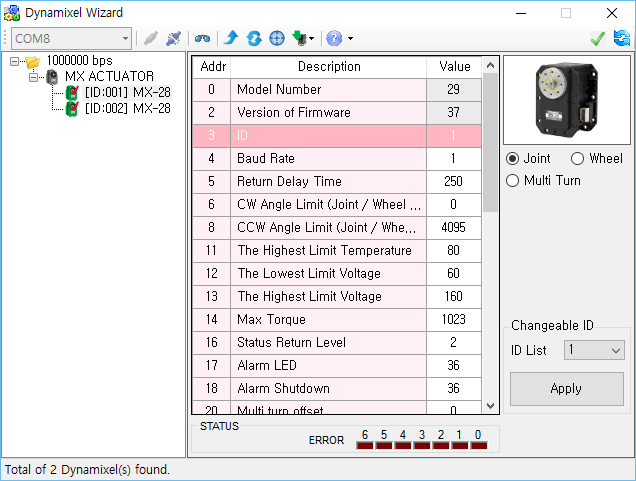 Dynamixel Wizard
COM8
1000000 bps
MX ACTUATOR
[ID:001] MX-28
[ID:002] MX-28
Addr Description Value
0 Model Number 29
2 Version of Firmware 37
3 ID 1
4 Baud Rate 1
5 Return Delay Time 250
6 CW Angle Limit (Joint / Wheel ... 0
8 CCW Angle Limit (Joint / Whe... 4095
11 The Highest Limit Temperature 80
12 The Lowest Limit Voltage 60
13 The Highest Limit Voltage 160
14 Max Torque 1023
16 Status Return Level 2
17 Alarm LED 36
18 Alarm Shutdown 36
20 Multi turn offset 0
Joint Wheel
Multi Turn
Changeable ID
ID List 1
Apply
STATUS
ERROR 6 5 4 3 2 1 0
Total of 2 Dynamixel(s) found.